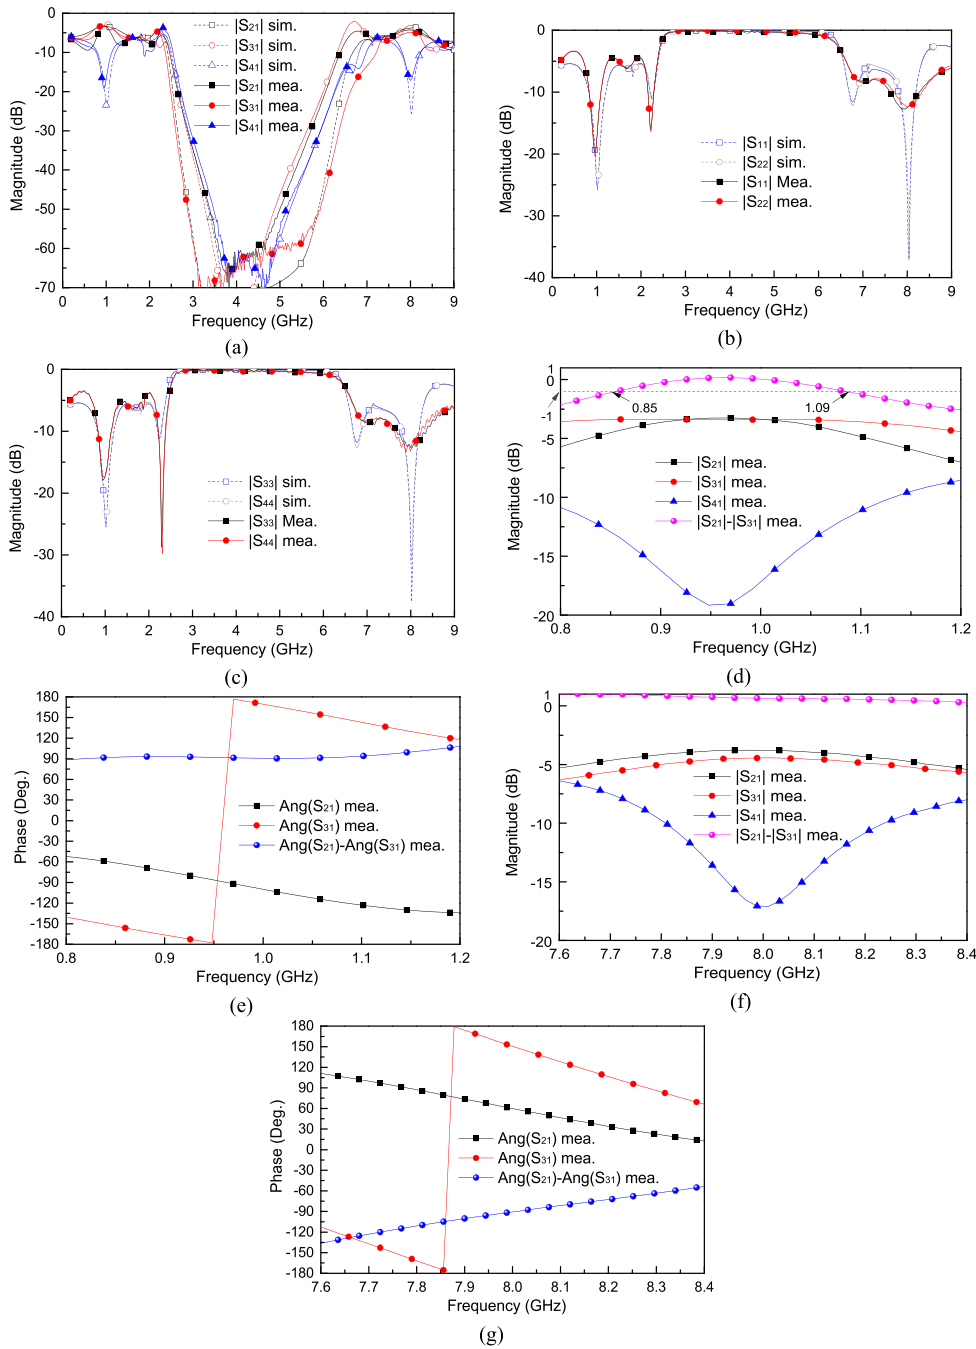 Magnitude (dB)
0
-10
-20
-30
-40
-50
-60
-70
|S21| sim.
|S31| sim.
|S41| sim.
|S21| mea.
|S31| mea.
|S41| mea.
0 1 2 3 4 5 6 7 8 9
Frequency (GHz)
(a)
Magnitude (dB)
0
-10
-20
-30
-40
|S11| sim.
|S22| sim.
|S11| Mea.
|S22| mea.
0 1 2 3 4 5 6 7 8 9
Frequency (GHz)
(b)
Magnitude (dB)
0
-10
-20
-30
-40
|S33| sim.
|S44| sim.
|S33| Mea.
|S44| mea.
0 1 2 3 4 5 6 7 8 9
Frequency (GHz)
(c)
Magnitude (dB)
1
0
-5
-10
-15
-20
0.85
1.09
|S21| mea.
|S31| mea.
|S41| mea.
|S21|-|S31| mea.
0.8 0.9 1.0 1.1 1.2
Frequency (GHz)
(d)
Phase (Deg.)
180
150
120
90
60
30
0
-30
-60
-90
-120
-150
-180
Ang(S21) mea.
Ang(S31) mea.
Ang(S21)-Ang(S31) mea.
0.8 0.9 1.0 1.1 1.2
Frequency (GHz)
(e)
Magnitude (dB)
1
0
-5
-10
-15
-20
|S21| mea.
|S31| mea.
|S41| mea.
|S21|-|S31| mea.
7.6 7.7 7.8 7.9 8.0 8.1 8.2 8.3 8.4
Frequency (GHz)
(f)
Phase (Deg.)
180
150
120
90
60
30
0
-30
-60
-90
-120
-150
-180
Ang(S21) mea.
Ang(S31) mea.
Ang(S21)-Ang(S31) mea.
7.6 7.7 7.8 7.9 8.0 8.1 8.2 8.3 8.4
Frequency (GHz)
(g)